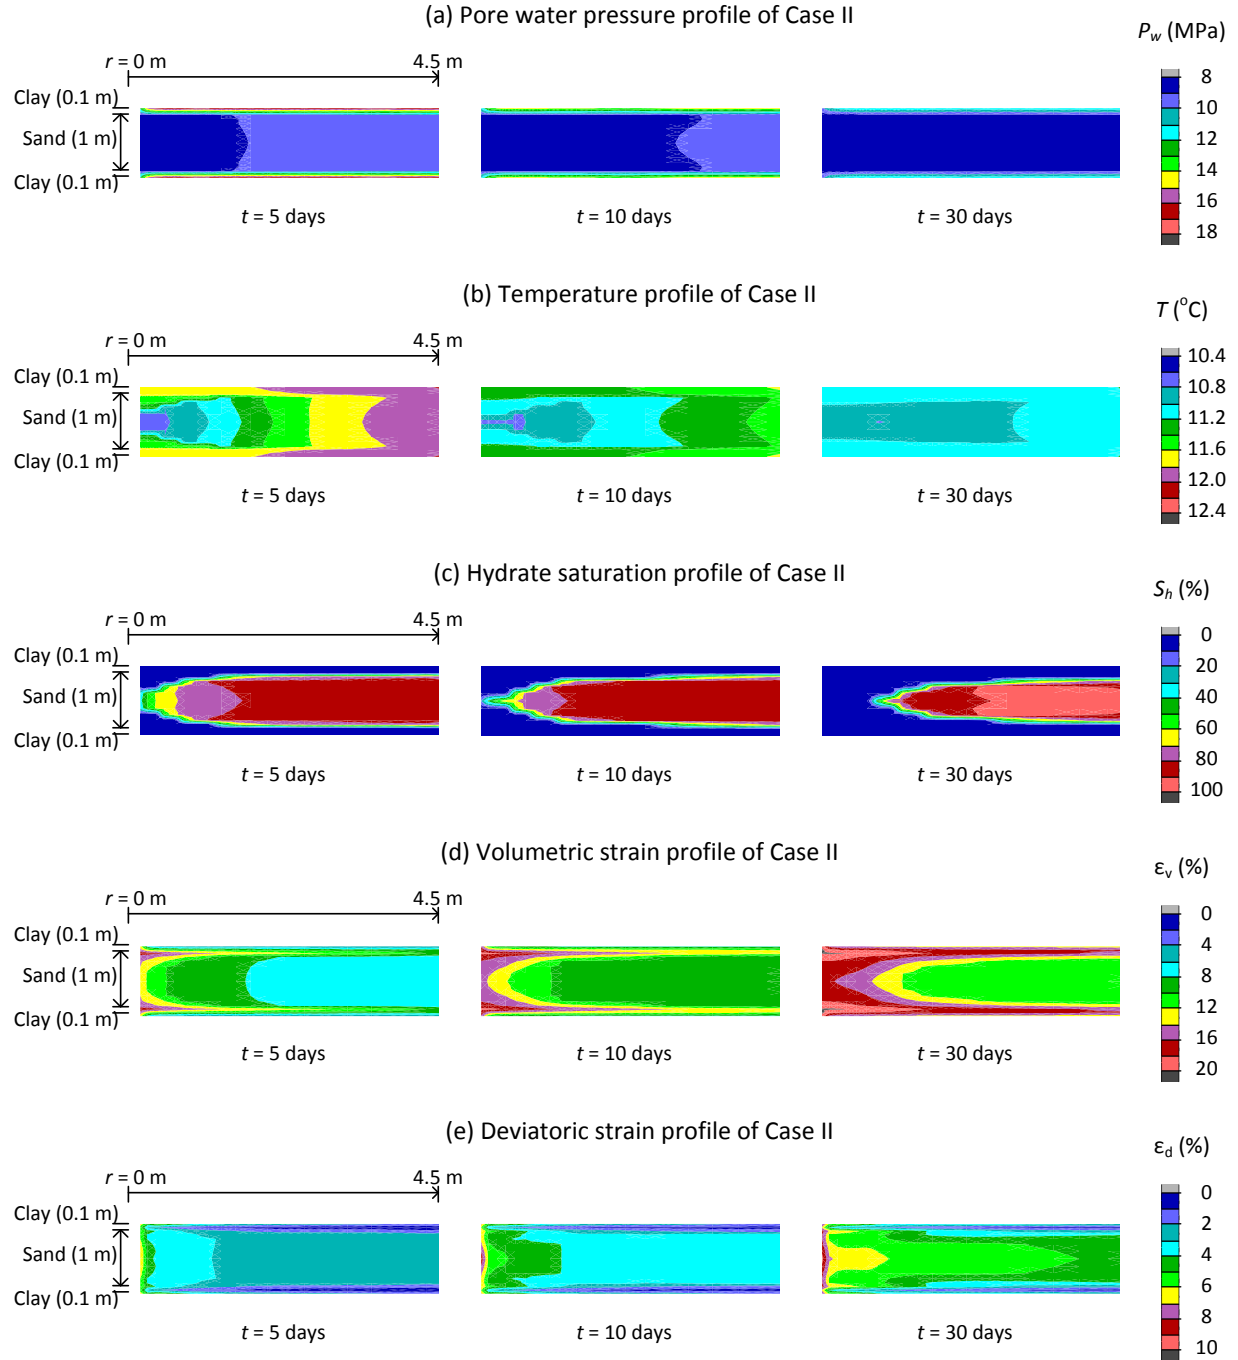 (a) Pore water pressure profile of Case II
P_w (MPa)
r = 0 m
4.5 m
Clay (0.1 m)
Sand (1 m)
Clay (0.1 m)
8
10
12
14
16
18
t = 5 days
t = 10 days
t = 30 days
(b) Temperature profile of Case II
T (°C)
r = 0 m
4.5 m
Clay (0.1 m)
Sand (1 m)
Clay (0.1 m)
10.4
10.8
11.2
11.6
12.0
12.4
t = 5 days
t = 10 days
t = 30 days
(c) Hydrate saturation profile of Case II
S_h (%)
r = 0 m
4.5 m
Clay (0.1 m)
Sand (1 m)
Clay (0.1 m)
0
20
40
60
80
100
t = 5 days
t = 10 days
t = 30 days
(d) Volumetric strain profile of Case II
ε_v (%)
r = 0 m
4.5 m
Clay (0.1 m)
Sand (1 m)
Clay (0.1 m)
0
4
8
12
16
20
t = 5 days
t = 10 days
t = 30 days
(e) Deviatoric strain profile of Case II
ε_d (%)
r = 0 m
4.5 m
Clay (0.1 m)
Sand (1 m)
Clay (0.1 m)
0
2
4
6
8
10
t = 5 days
t = 10 days
t = 30 days